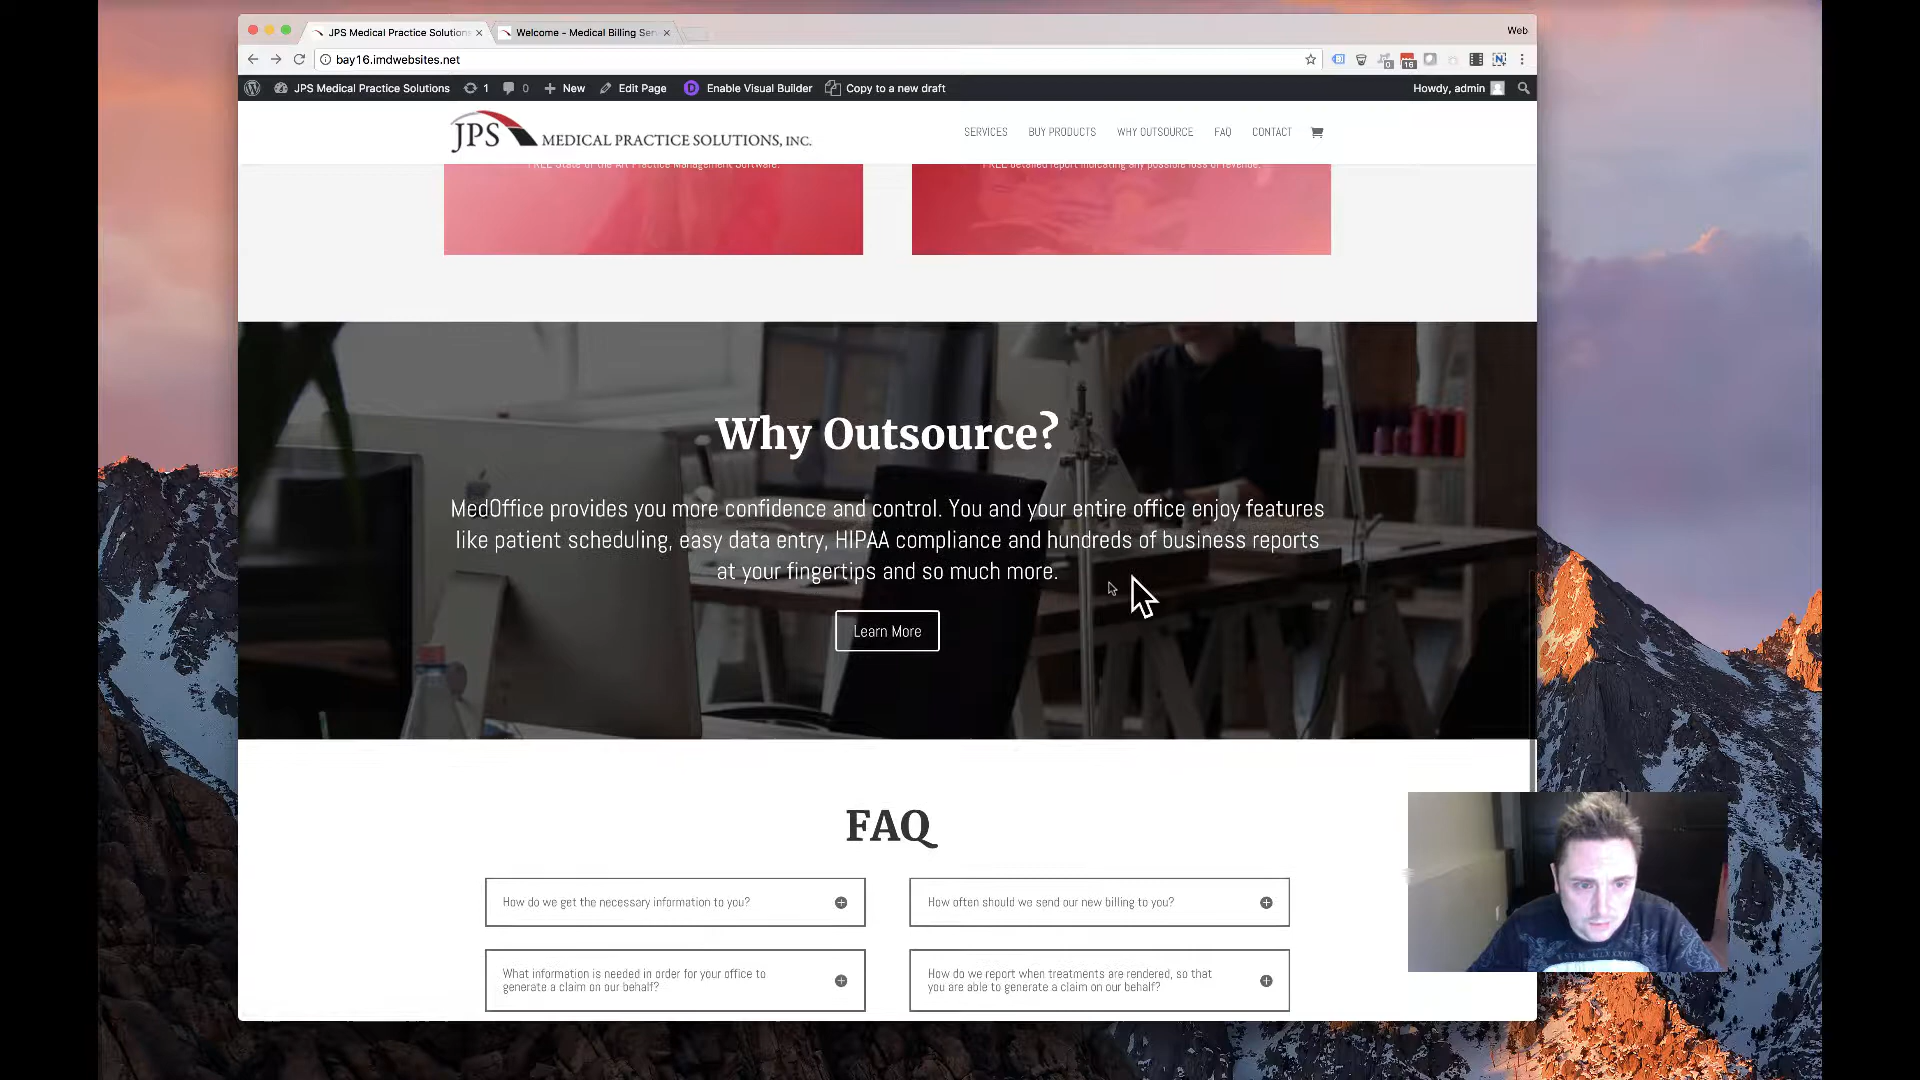 JPS Medical Practice Solutions
Welcome - Medical Billing Ser
Web
bay16.imdwebsites.net
0
16
JPS Medical Practice Solutions
1
0
New
Edit Page
Enable Visual Builder
Copy to a new draft
Howdy, admin
JPS MEDICAL PRACTICE SOLUTIONS, INC.
SERVICES
BUY PRODUCTS
WHY OUTSOURCE
FAQ
CONTACT
FREE State of the Art Practice Management Software.
FREE detailed report indicating any possible loss of revenue.
Why Outsource?
MedOffice provides you more confidence and control. You and your entire office enjoy features
like patient scheduling, easy data entry, HIPAA compliance and hundreds of business reports
at your fingertips and so much more.
Learn More
FAQ
How do we get the necessary information to you?
How often should we send our new billing to you?
What information is needed in order for your office to
generate a claim on our behalf?
How do we report when treatments are rendered, so that
you are able to generate a claim on our behalf?